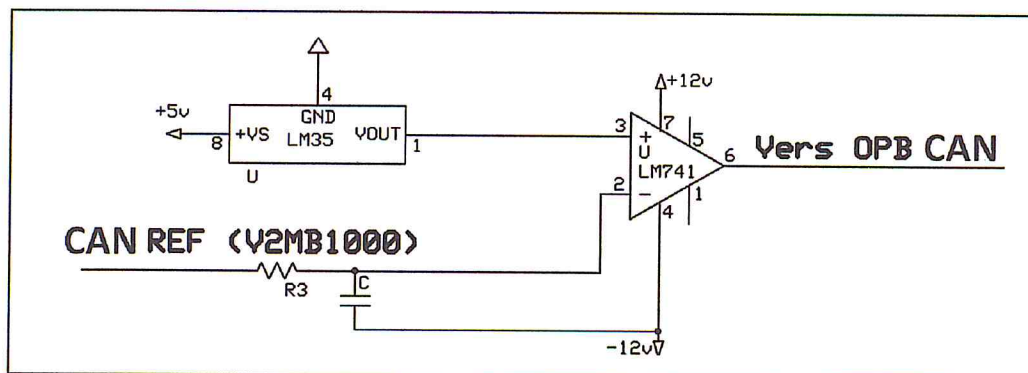 +12v
4
+5v
GND
7
8 +VS LM35 VOUT 1
3 + 5
U
6 Vers OPB CAN
LM741
U
2 - 1
4
CAN REF (V2MB1000)
R3 C
-12v